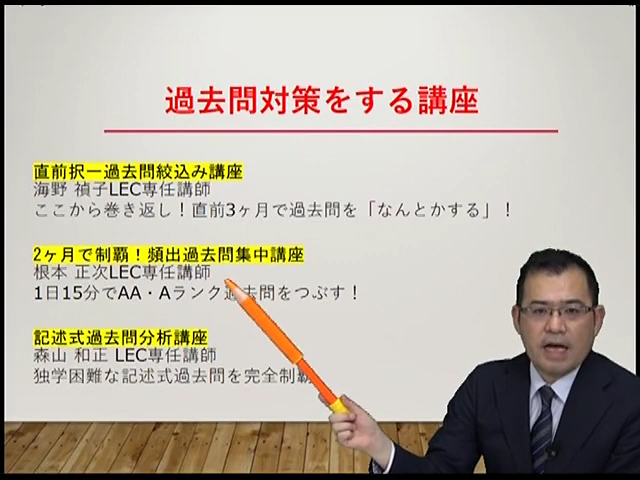 過去問対策をする講座
直前択一過去問絞込み講座
海野 禎子LEC専任講師
ここから巻き返し！直前3ヶ月で過去問を「なんとかする」！
2ヶ月で制覇！頻出過去問集中講座
根本 正次LEC専任講師
1日15分でAA・Aランク過去問をつぶす！
記述式過去問分析講座
森山 和正 LEC専任講師
独学困難な記述式過去問を完全制覇